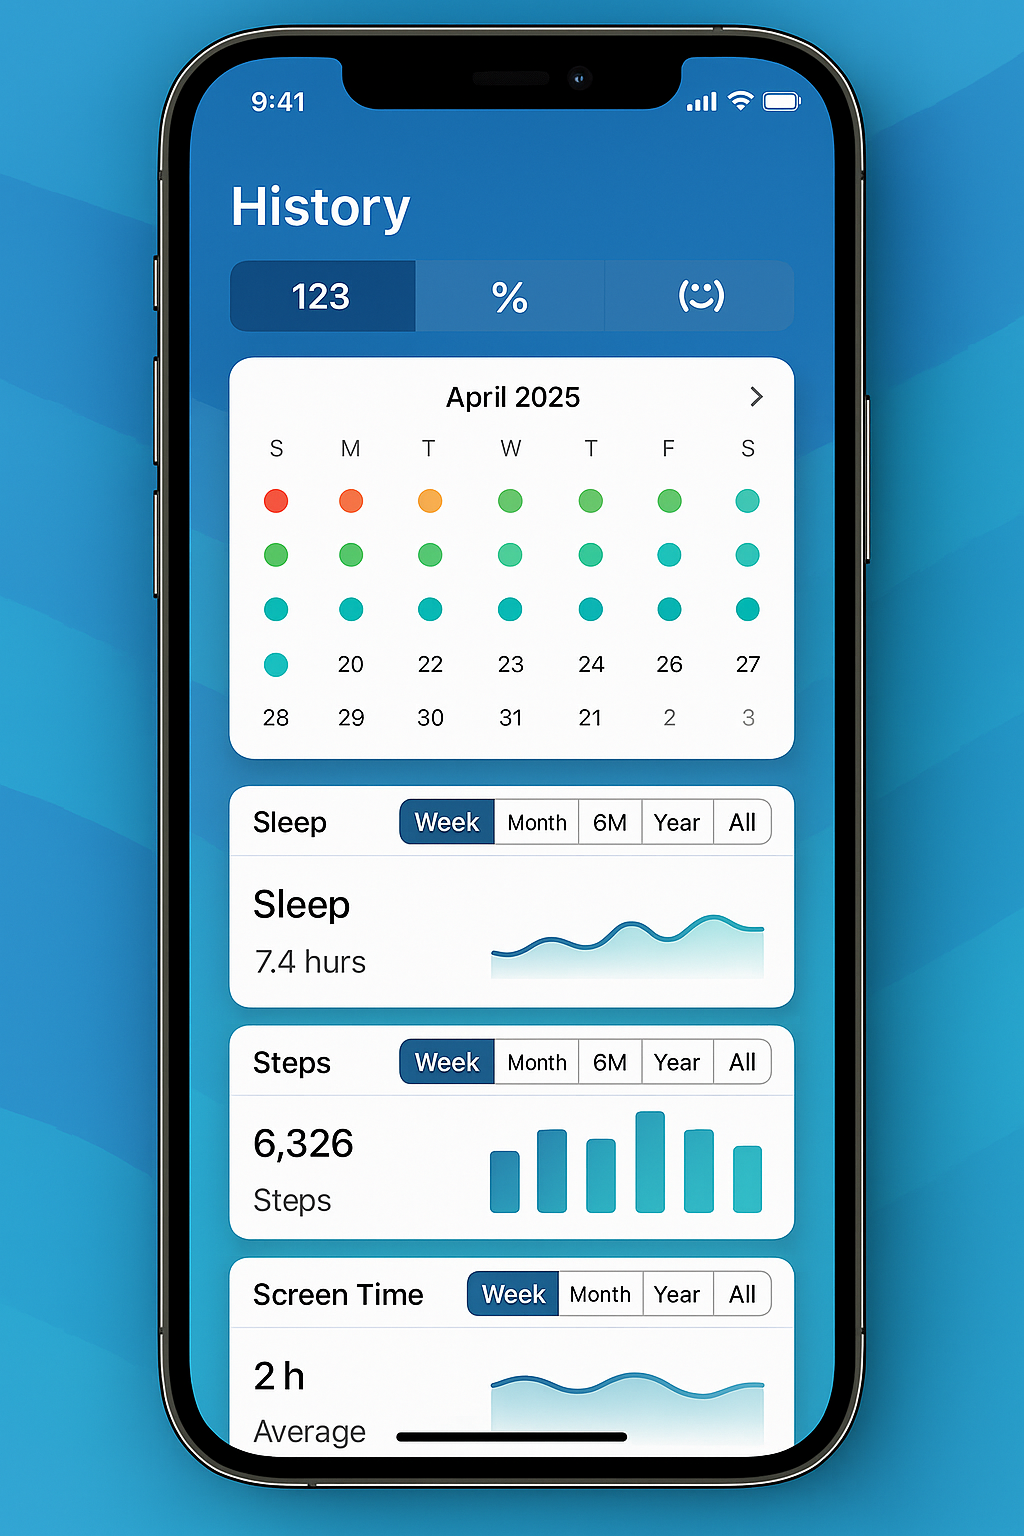 9:41
History
123 %
April 2025
S M T W T F S
20 22 23 24 26 27
28 29 30 31 21 2 3
Sleep Week Month 6M Year All
Sleep
7.4 hurs
Steps Week Month 6M Year All
6,326
Steps
Screen Time Week Month Year All
2 h
Average